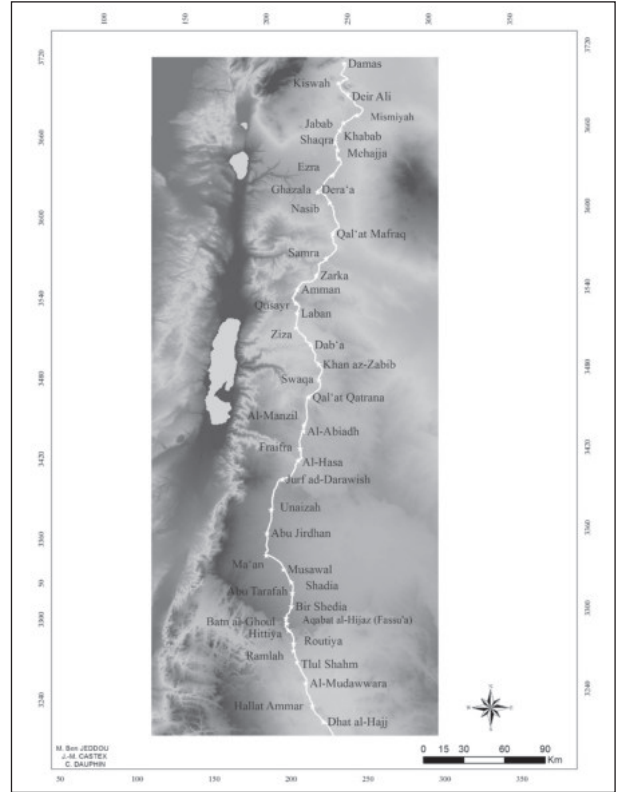 100 150 200 250 300 350
3720 3660 3600 3540 3480 3420 3360 3300 3240
Damas
Kiswah
Deir Ali
Mismiyah
Jabab
Khabab
Shaqra
Mchajja
Ezra
Ghazala
Dera‘a
Nasib
Qal‘at Mafraq
Samra
Zarka
Amman
Qusayr
Laban
Ziza
Dab‘a
Khan az-Zabib
Swaqa
Qal‘at Qatrana
Al-Manzil
Al-Abiadh
Fraifra
Al-Hasa
Jurf ad-Darawish
Unaizah
Abu Jirdhan
Ma‘an
Musawal
Shadia
Abu Tarafah
Bir Shedia
Batn al-Ghoul
Aqabat al-Hijaz (Fassu‘a)
Hittiya
Routiya
Ramlah
Tlul Shahm
Al-Mudawwara
Hallat Ammar
Dhat al-Hajj
M. Ben JEDDOU
J.-M. CASTEX
C. DAUPHIN
0 15 30 60 90
Km
50 100 150 200 250 300 350
3720 3660 3600 3540 3480 3420 3360 50 3300 3240